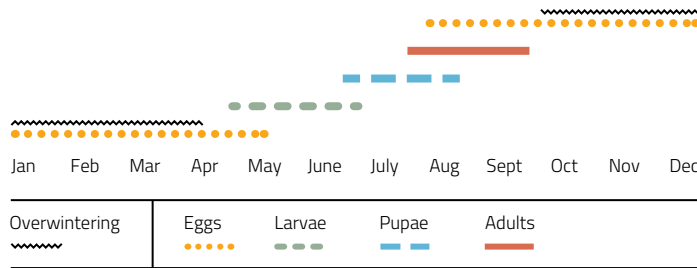 Jan Feb Mar Apr May June July Aug Sept Oct Nov Dec
Overwintering Eggs Larvae Pupae Adults